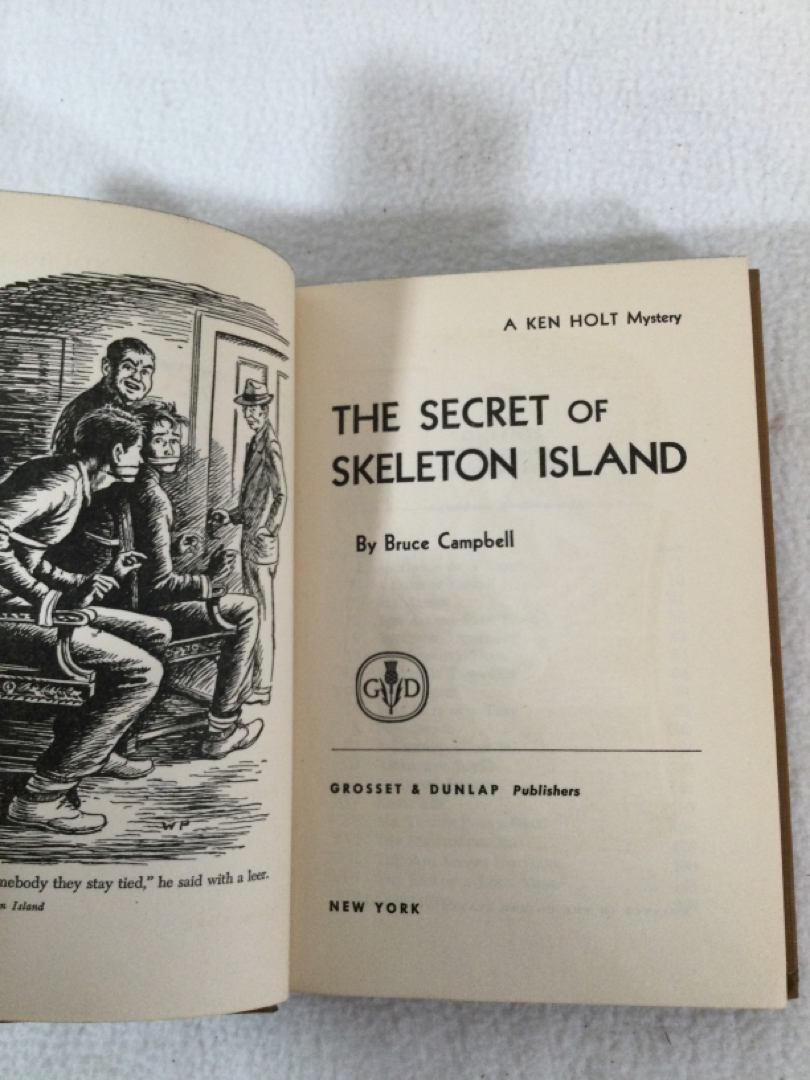 WP
mebody they stay tied," he said with a leer.
n Island
A KEN HOLT Mystery
THE SECRET OF
SKELETON ISLAND
By Bruce Campbell
G D
GROSSET & DUNLAP Publishers
NEW YORK